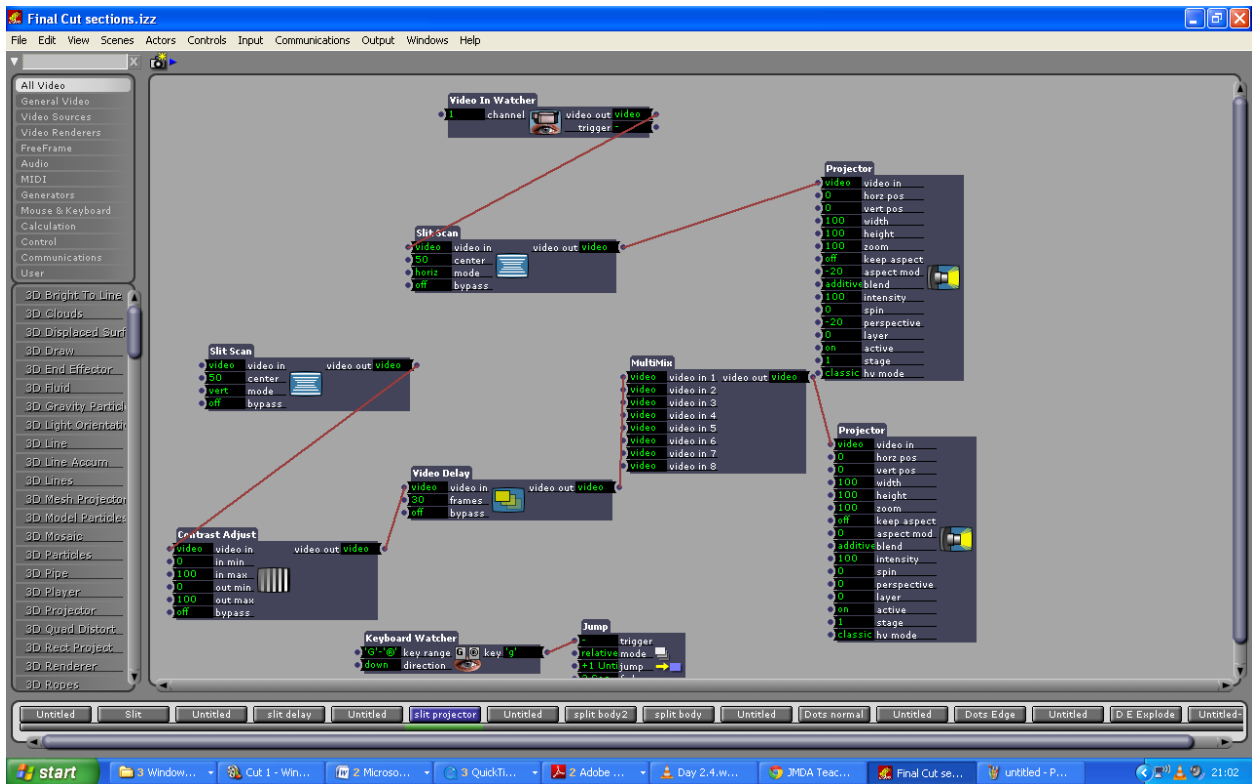 Final Cut sections.izz
File Edit View Scenes Actors Controls Input Communications Output Windows Help
All Video
General Video
Video Sources
Video Renderers
FreeFrame
Audio
MIDI
Generators
Mouse & Keyboard
Calculation
Control
Communications
User
3D Bright To Line
3D Clouds
3D Displaced Surf
3D Draw
3D End Effector
3D Fluid
3D Gravity Particl
3D Light Orientati
3D Line
3D Line Accum
3D Lines
3D Mesh Projector
3D Model Particles
3D Mosaic
3D Particles
3D Pipe
3D Player
3D Projector
3D Quad Distort
3D Rect Project
3D Renderer
3D Ropes
Video In Watcher
1 channel video out video
trigger -
Slit Scan
video video in video out video
50 center
horiz mode
off bypass
Projector
video video in
0 horz pos
0 vert pos
100 width
100 height
100 zoom
off keep aspect
-20 aspect mod
additive blend
100 intensity
0 spin
-20 perspective
0 layer
on active
1 stage
classic hv mode
Slit Scan
video video in video out video
50 center
vert mode
off bypass
MultiMix
video video in 1 video out video
video video in 2
video video in 3
video video in 4
video video in 5
video video in 6
video video in 7
video video in 8
Projector
video video in
0 horz pos
0 vert pos
100 width
100 height
100 zoom
off keep aspect
0 aspect mod
additive blend
100 intensity
0 spin
0 perspective
0 layer
on active
1 stage
classic hv mode
Video Delay
video video in video out video
30 frames
off bypass
Contrast Adjust
video video in video out video
0 in min
100 in max
0 out min
100 out max
off bypass
Keyboard Watcher
'G'-'®' key range key 'g'
down direction
Jump
- trigger
relative mode
+1 Unti jump
Untitled Slit Untitled slit delay Untitled slit projector Untitled split body2 split body Untitled Dots normal Untitled Dots Edge Untitled D E Explode Untitled-
start 3 Window... Cut 1 - Win... 2 Microso... 3 QuickTi... 2 Adobe ... Day 2.4.w... JMDA Teac... Final Cut se... untitled - P... 21:02